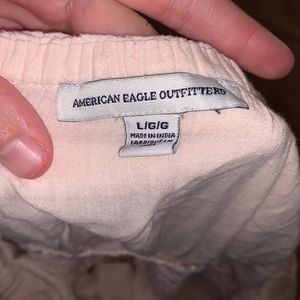 AMERICAN EAGLE OUTFITTERS
L/G/G
MADE IN INDIA